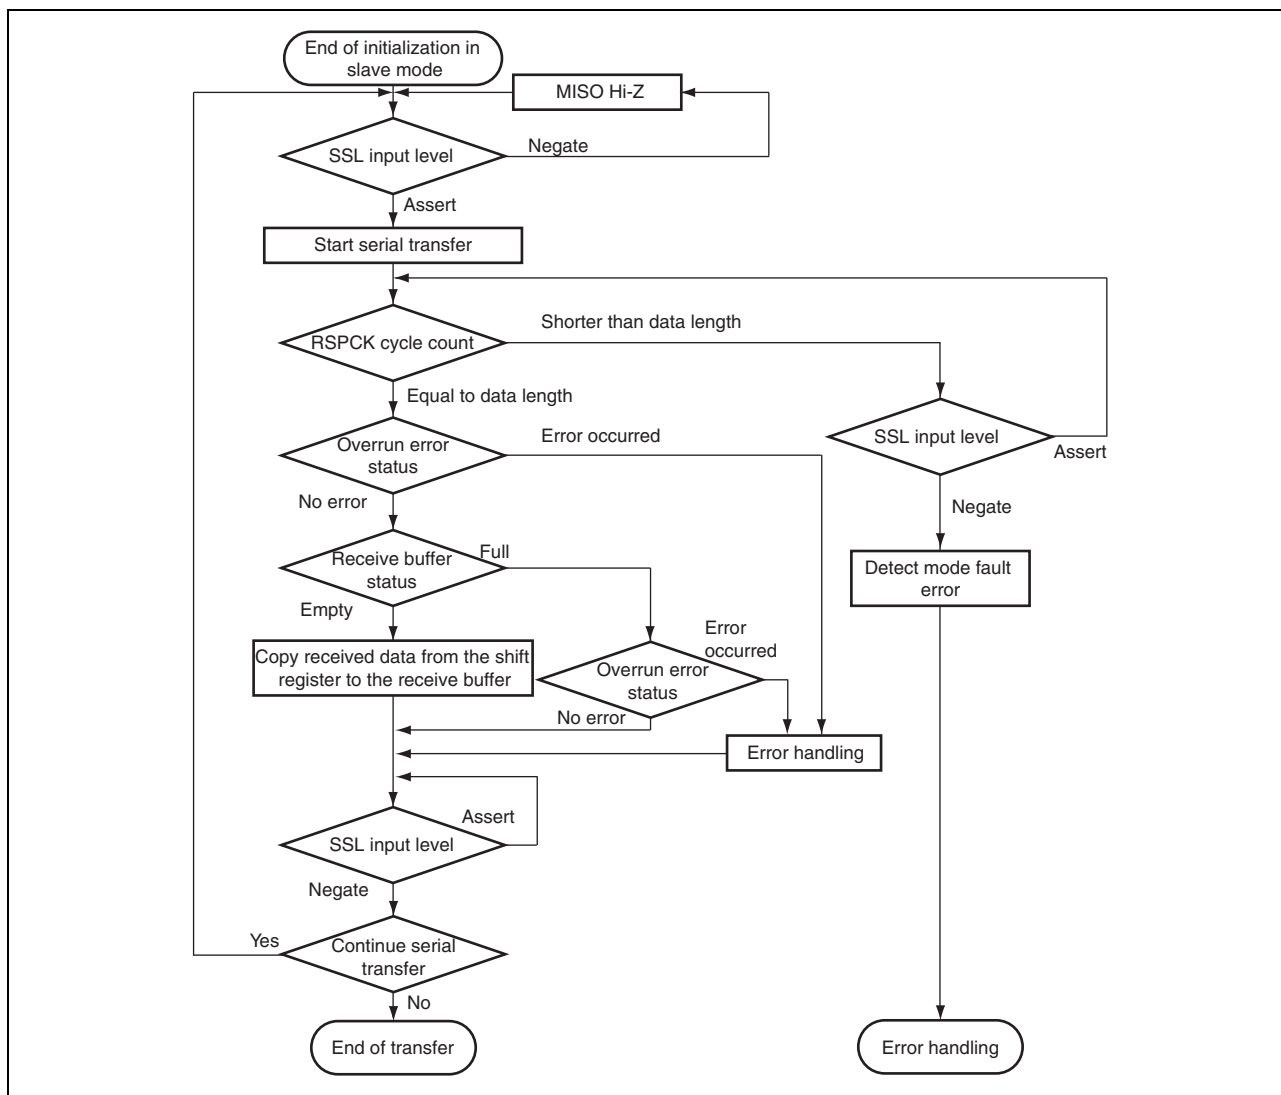 End of initialization in
slave mode
MISO Hi-Z
SSL input level
Negate
Assert
Start serial transfer
RSPCK cycle count
Shorter than data length
Equal to data length
SSL input level
Assert
Overrun error
status
Error occurred
No error
Negate
Receive buffer
status
Full
Detect mode fault
error
Empty
Error
occurred
Copy received data from the shift
register to the receive buffer
Overrun error
status
No error
Error handling
Assert
SSL input level
Negate
Yes
Continue serial
transfer
No
End of transfer
Error handling